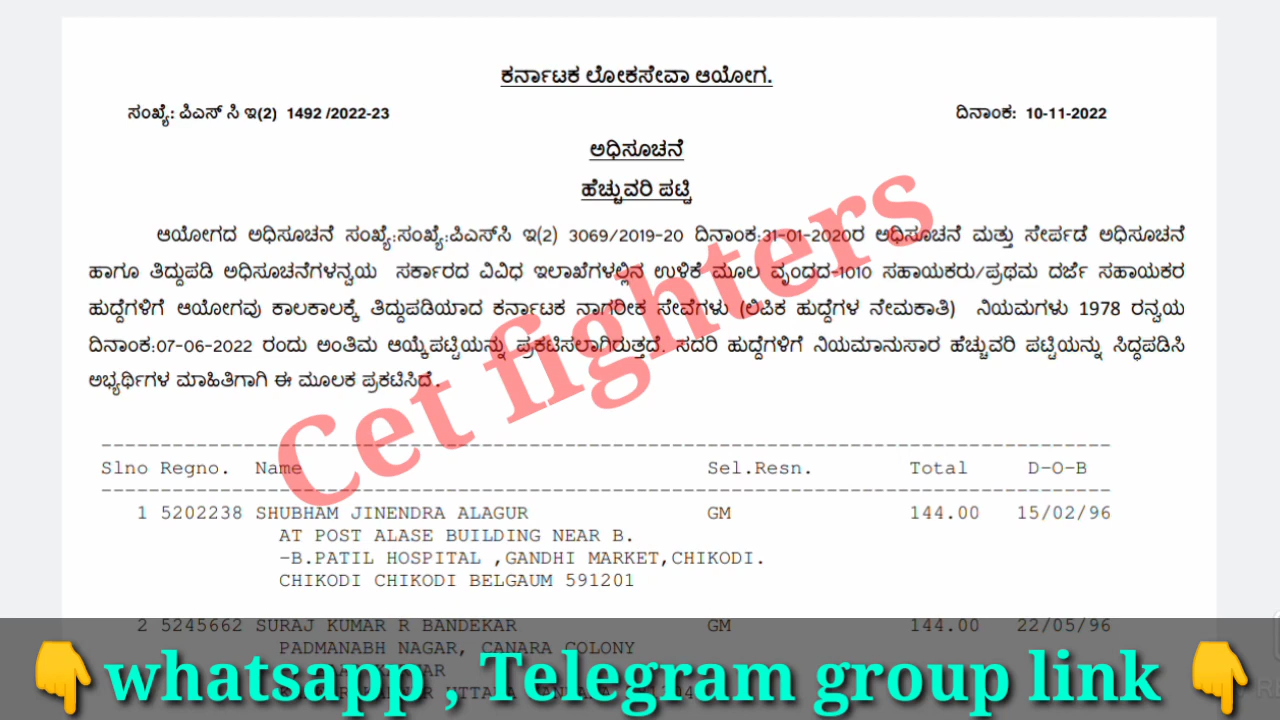 ಕರ್ನಾಟಕ ಲೋಕಸೇವಾ ಆಯೋಗ.
ಸಂಖ್ಯೆ: ಪಿಎಸ್ ಸಿ ಇ(2) 1492 /2022-23 ದಿನಾಂಕ: 10-11-2022
ಅಧಿಸೂಚನೆ
ಹೆಚ್ಚುವರಿ ಪಟ್ಟಿ
ಆಯೋಗದ ಅಧಿಸೂಚನೆ ಸಂಖ್ಯೆ:ಸಂಖ್ಯೆ:ಪಿಎಸ್‌ಸಿ ಇ(2) 3069/2019-20 ದಿನಾಂಕ:31-01-2020ರ ಅಧಿಸೂಚನೆ ಮತ್ತು ಸೇರ್ಪಡೆ ಅಧಿಸೂಚನೆ
ಹಾಗೂ ತಿದ್ದುಪಡಿ ಅಧಿಸೂಚನೆಗಳನ್ವಯ ಸರ್ಕಾರದ ವಿವಿಧ ಇಲಾಖೆಗಳಲ್ಲಿನ ಉಳಿಕೆ ಮೂಲ ವೃಂದದ-1010 ಸಹಾಯಕರು/ಪ್ರಥಮ ದರ್ಜೆ ಸಹಾಯಕರ
ಹುದ್ದೆಗಳಿಗೆ ಆಯೋಗವು ಕಾಲಕಾಲಕ್ಕೆ ತಿದ್ದುಪಡಿಯಾದ ಕರ್ನಾಟಕ ನಾಗರೀಕ ಸೇವೆಗಳು (ಲಿಪಿಕ ಹುದ್ದೆಗಳ ನೇಮಕಾತಿ) ನಿಯಮಗಳು 1978 ರನ್ವಯ
ದಿನಾಂಕ:07-06-2022 ರಂದು ಅಂತಿಮ ಆಯ್ಕೆಪಟ್ಟಿಯನ್ನು ಪ್ರಕಟಿಸಲಾಗಿರುತ್ತದೆ. ಸದರಿ ಹುದ್ದೆಗಳಿಗೆ ನಿಯಮಾನುಸಾರ ಹೆಚ್ಚುವರಿ ಪಟ್ಟಿಯನ್ನು ಸಿದ್ಧಪಡಿಸಿ
ಅಭ್ಯರ್ಥಿಗಳ ಮಾಹಿತಿಗಾಗಿ ಈ ಮೂಲಕ ಪ್ರಕಟಿಸಿದೆ.
Cet fighters
Slno Regno. Name Sel.Resn. Total D-O-B
1 5202238 SHUBHAM JINENDRA ALAGUR GM 144.00 15/02/96
AT POST ALASE BUILDING NEAR B.
-B.PATIL HOSPITAL ,GANDHI MARKET,CHIKODI.
CHIKODI CHIKODI BELGAUM 591201
2 5245662 SURAJ KUMAR R BANDEKAR GM 144.00 22/05/96
PADMANABH NAGAR, CANARA COLONY
whatsapp , Telegram group link